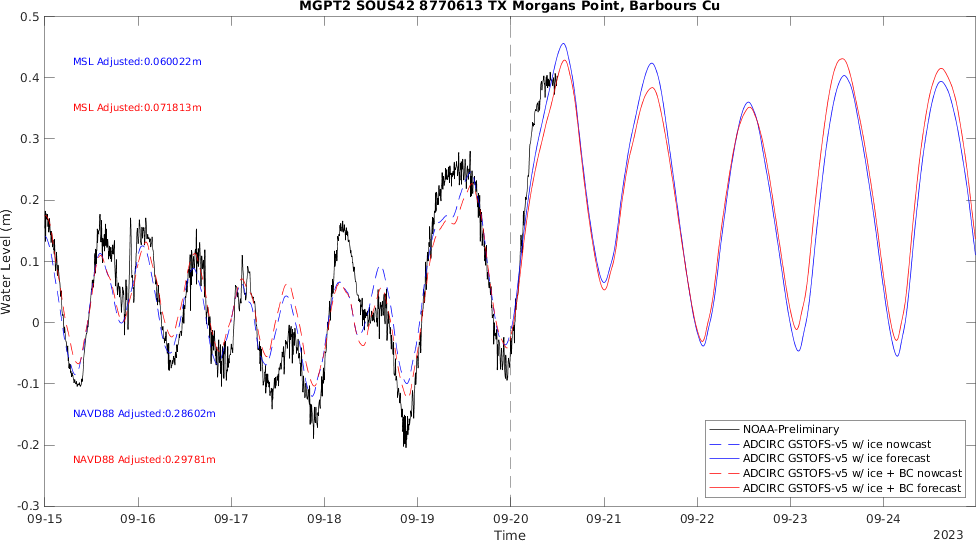 MGPT2 SOUS42 8770613 TX Morgans Point, Barbours Cu
0.5
0.4
0.3
0.2
0.1
0
-0.1
-0.2
-0.3
Water Level (m)
MSL Adjusted:0.060022m
MSL Adjusted:0.071813m
NAVD88 Adjusted:0.28602m
NAVD88 Adjusted:0.29781m
NOAA-Preliminary
ADCIRC GSTOFS-v5 w/ ice nowcast
ADCIRC GSTOFS-v5 w/ ice forecast
ADCIRC GSTOFS-v5 w/ice + BC nowcast
ADCIRC GSTOFS-v5 w/ice + BC forecast
09-15 09-16 09-17 09-18 09-19 09-20 09-21 09-22 09-23 09-24
Time
2023